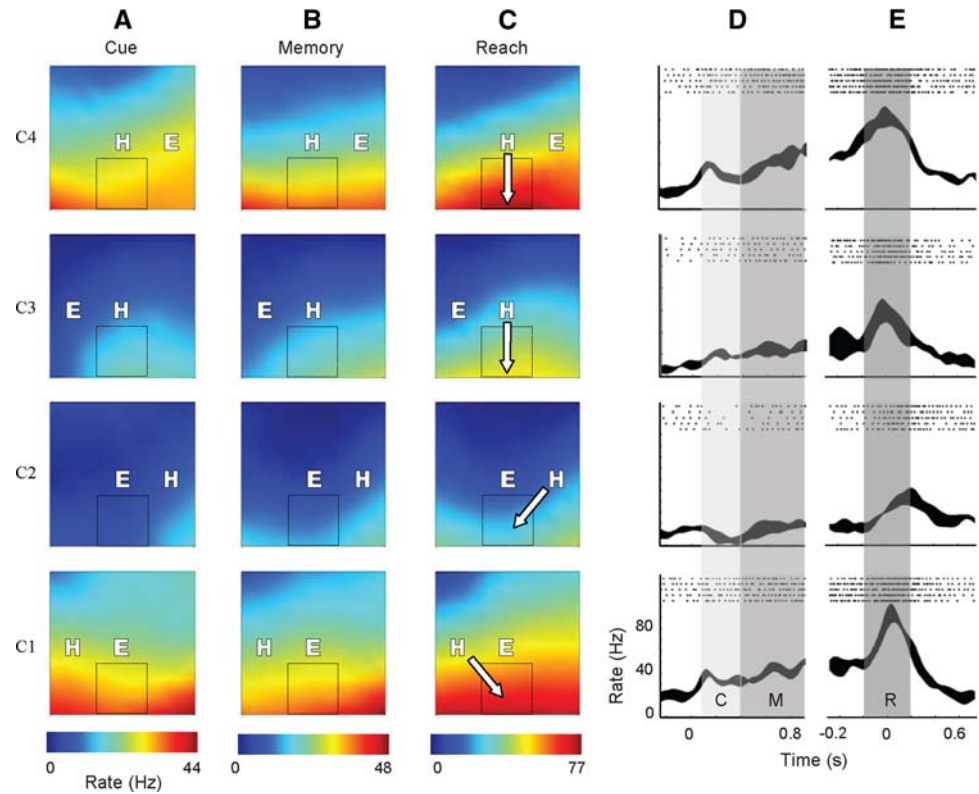 A B C D E
Cue Memory Reach
C4
H E H E H E
C3
E H E H E H
C2
E H E H E H
C1
H E H E H E
80
40
0
Rate (Hz)
C M R
0 44 0 48 0 77
Rate (Hz)
0 0.8 -0.2 0 0.6
Time (s)